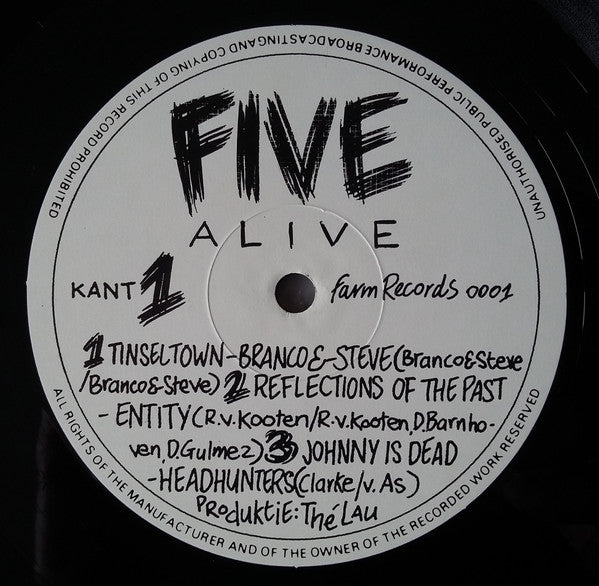 UNAUTHORISED PUBLIC PERFORMANCE BROADCASTINGAND COPYING OF THIS RECORD PROHIBITED
FIVE
ALIVE
KANT 1
farm Records 0001
1 TINSELTOWN-BRANCO&-STEVE(Branco&Steve
/Branco&Steve) 2 REFLECTIONS OF THE PAST
- ENTITY(R.v.Kooten/R.v.Kooten,D.Barnho-
ven,D.Gulmez) 3 JOHNNY IS DEAD
-HEADHUNTERS(Clarke/v.As)
PRODUKTIE: Thé LAU
ALL RIGHTS OF THE MANUFACTURER AND OF THE OWNER OF THE RECORDED WORK RESERVED